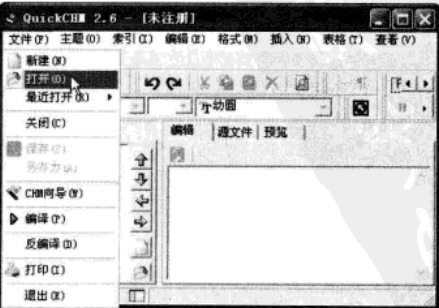 QuickCHM 2.6 - [未注册]
文件(F) 主题(O) 索引(I) 编辑(E) 格式(M) 插入(N) 表格(T) 查看(V)
新建(N)
打开(O)
最近打开(R)
幼圆
关闭(C)
编辑 源文件 预览
保存(S)
另存为(A)
CHM向导(W)
编译(P)
反编译(D)
打印(I)
退出(X)